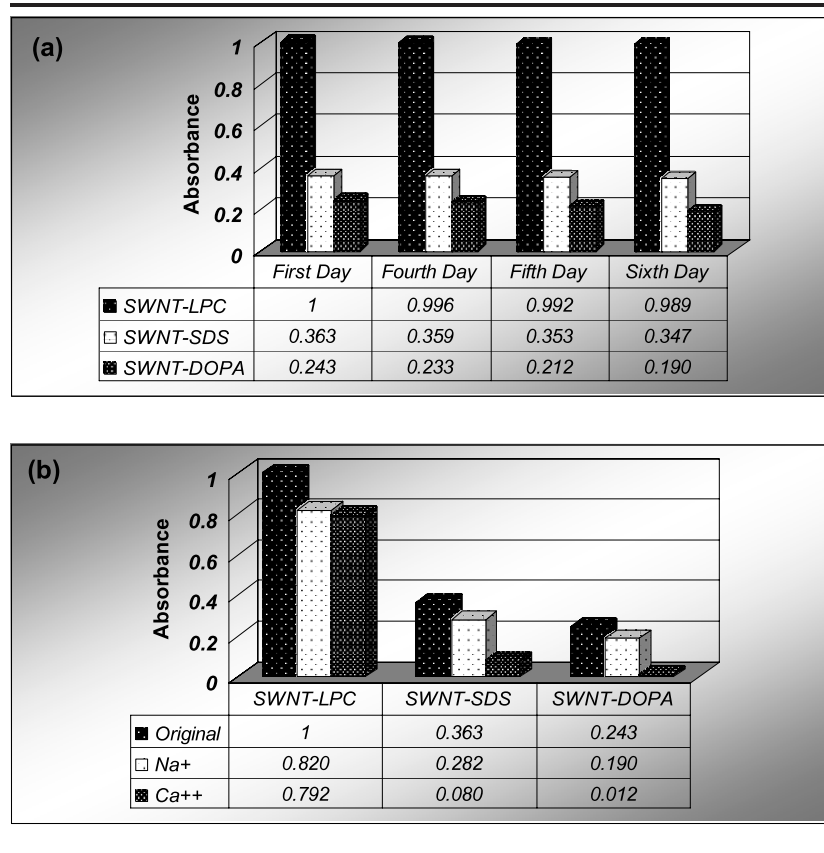 (a)
Absorbance
1
0.8
0.6
0.4
0.2
0
First Day Fourth Day Fifth Day Sixth Day
SWNT-LPC 1 0.996 0.992 0.989
SWNT-SDS 0.363 0.359 0.353 0.347
SWNT-DOPA 0.243 0.233 0.212 0.190
(b)
Absorbance
1
0.8
0.6
0.4
0.2
0
SWNT-LPC SWNT-SDS SWNT-DOPA
Original 1 0.363 0.243
Na+ 0.820 0.282 0.190
Ca++ 0.792 0.080 0.012